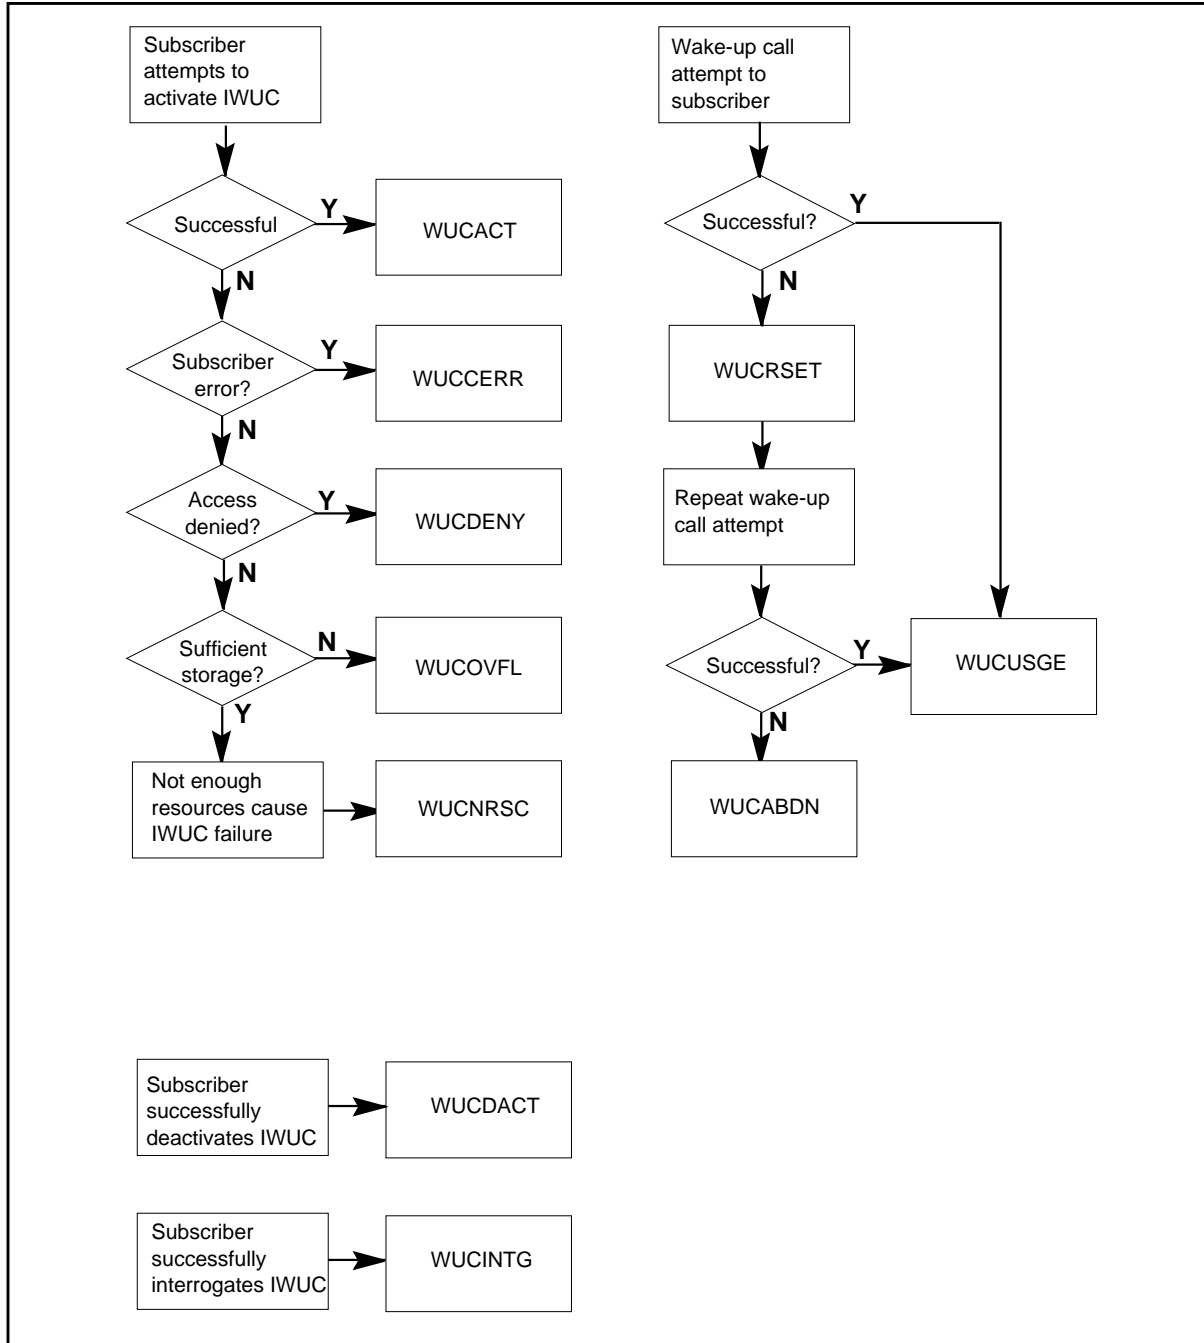 Subscriber
attempts to
activate IWUC
Successful
Y
WUCACT
N
Subscriber
error?
Y
WUCCERR
N
Access
denied?
Y
WUCDENY
N
Sufficient
storage?
N
WUCOVFL
Y
Not enough
resources cause
IWUC failure
WUCNRSC
Wake-up call
attempt to
subscriber
Successful?
Y
N
WUCRSET
Repeat wake-up
call attempt
Successful?
Y
WUCUSGE
N
WUCABDN
Subscriber
successfully
deactivates IWUC
WUCDACT
Subscriber
successfully
interrogates IWUC
WUCINTG